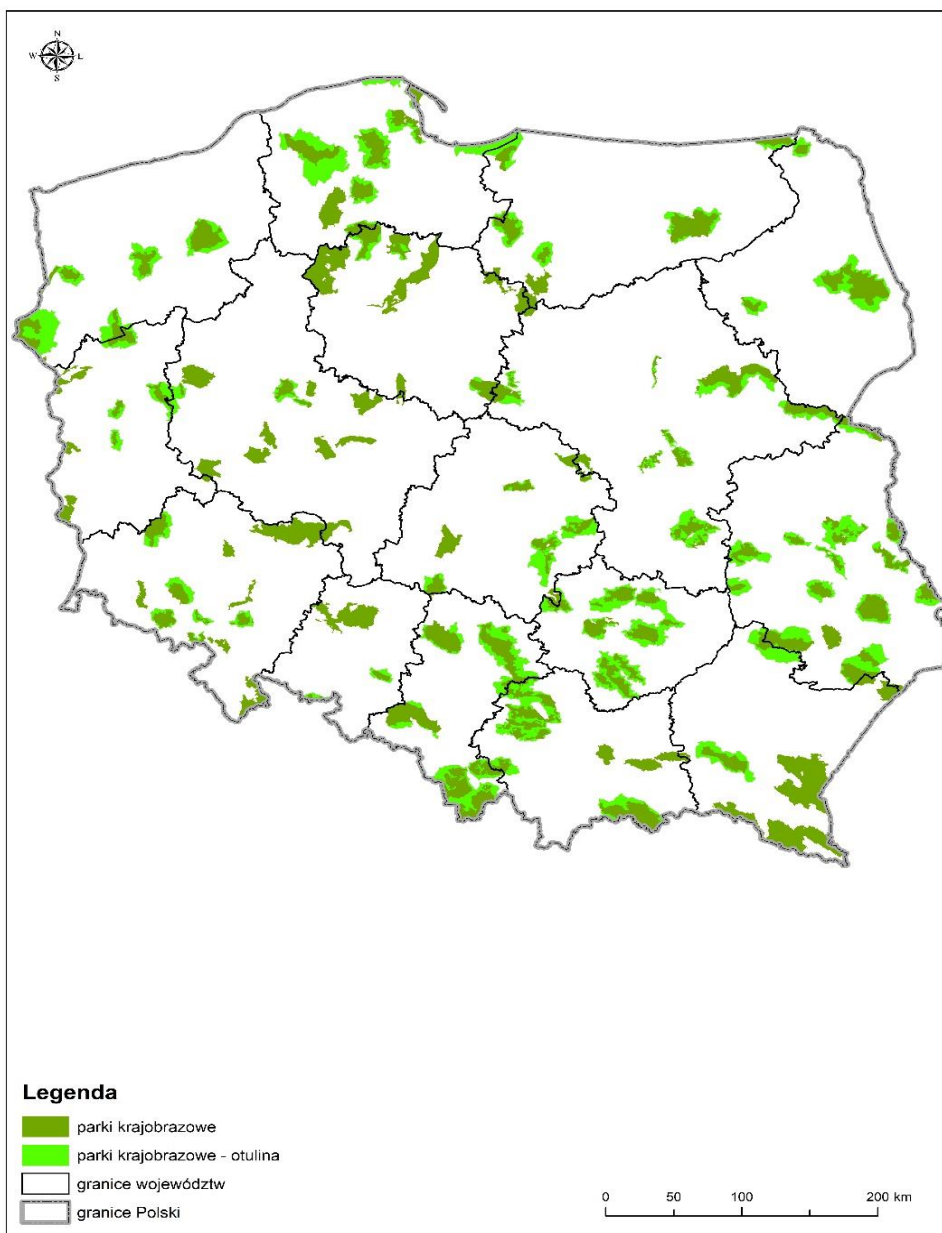 N
W L
S
Legenda
parki krajobrazowe
parki krajobrazowe - otulina
granice województw
granice Polski
0 50 100 200 km